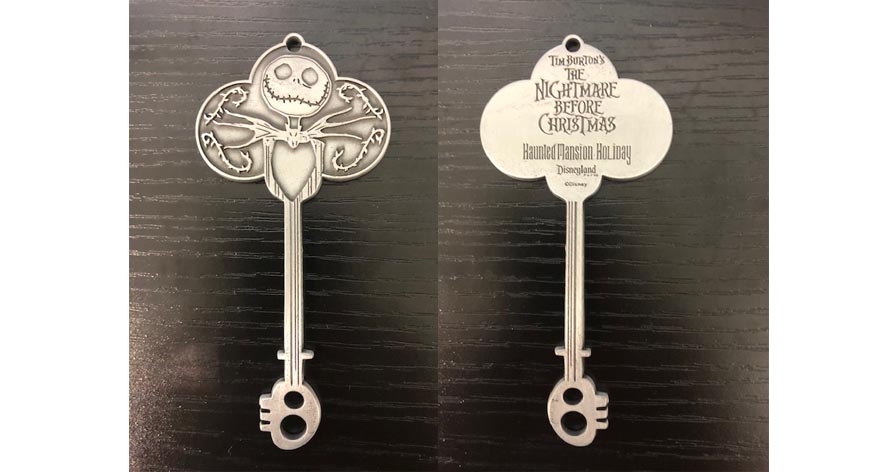 TIM BURTON'S
THE
NIGHTMARE
BEFORE
CHRISTMAS
Haunted Mansion Holiday
Disneyland
©Disney